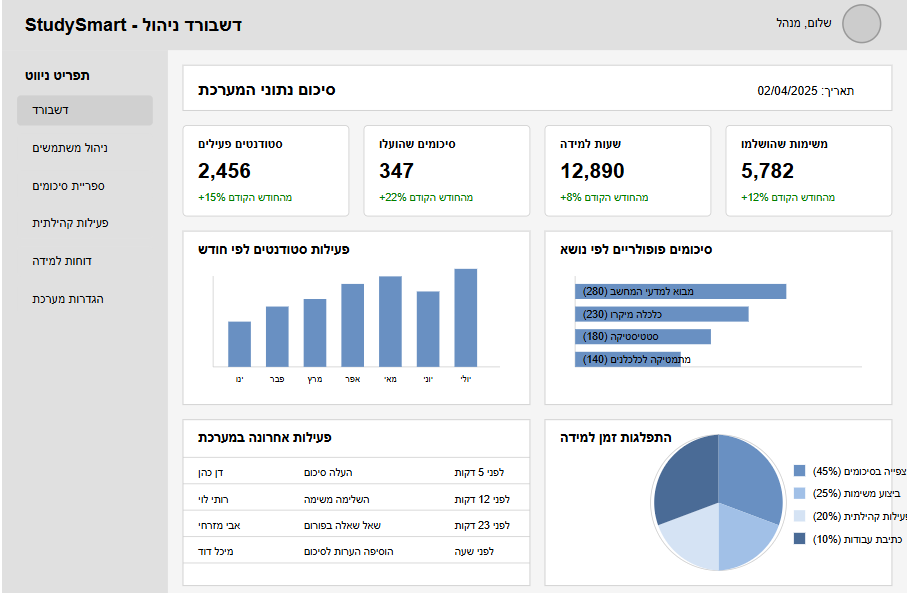 דשבורד ניהול - StudySmart
שלום, מנהל
תפריט ניווט
דשבורד
ניהול משתמשים
ספריית סיכומים
פעילות קהילתית
דוחות למידה
הגדרות מערכת
סיכום נתוני המערכת
תאריך: 02/04/2025
סטודנטים פעילים
2,456
+15% מהחודש הקודם
סיכומים שהועלו
347
+22% מהחודש הקודם
שעות למידה
12,890
+8% מהחודש הקודם
משימות שהושלמו
5,782
+12% מהחודש הקודם
פעילות סטודנטים לפי חודש
ינו
פבר
מרץ
אפר
מאי
יוני
יולי
סיכומים פופולריים לפי נושא
מבוא למדעי המחשב (280)
כלכלה מיקרו (230)
סטטיסטיקה (180)
מתמטיקה לכלכלנים (140)
פעילות אחרונה במערכת
דן כהן העלה סיכום לפני 5 דקות
רותי לוי השלימה משימה לפני 12 דקות
אבי מזרחי שאל שאלה בפורום לפני 23 דקות
מיכל דוד הוסיפה הערות לסיכום לפני שעה
התפלגות זמן למידה
צפייה בסיכומים (45%)
ביצוע משימות (25%)
פעילות קהילתית (20%)
כתיבת עבודות (10%)